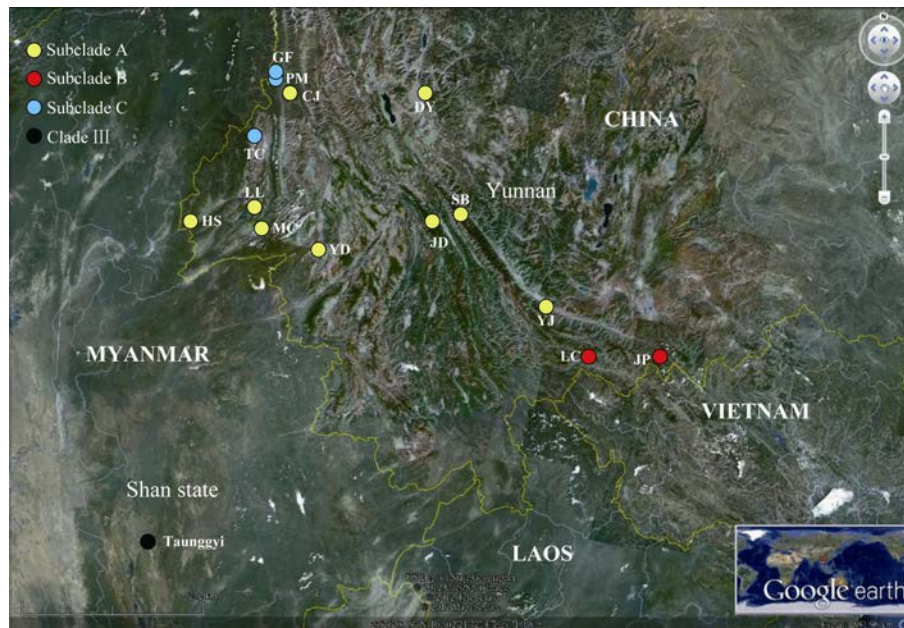 N
Subclade A
Subclade B
Subclade C
Clade III
GF
PM
CJ
DY
CHINA
TC
LL
SB
Yunnan
HS
MC
JD
YD
YJ
MYANMAR
LC
JP
VIETNAM
Shan state
Taunggyi
LAOS
Google earth